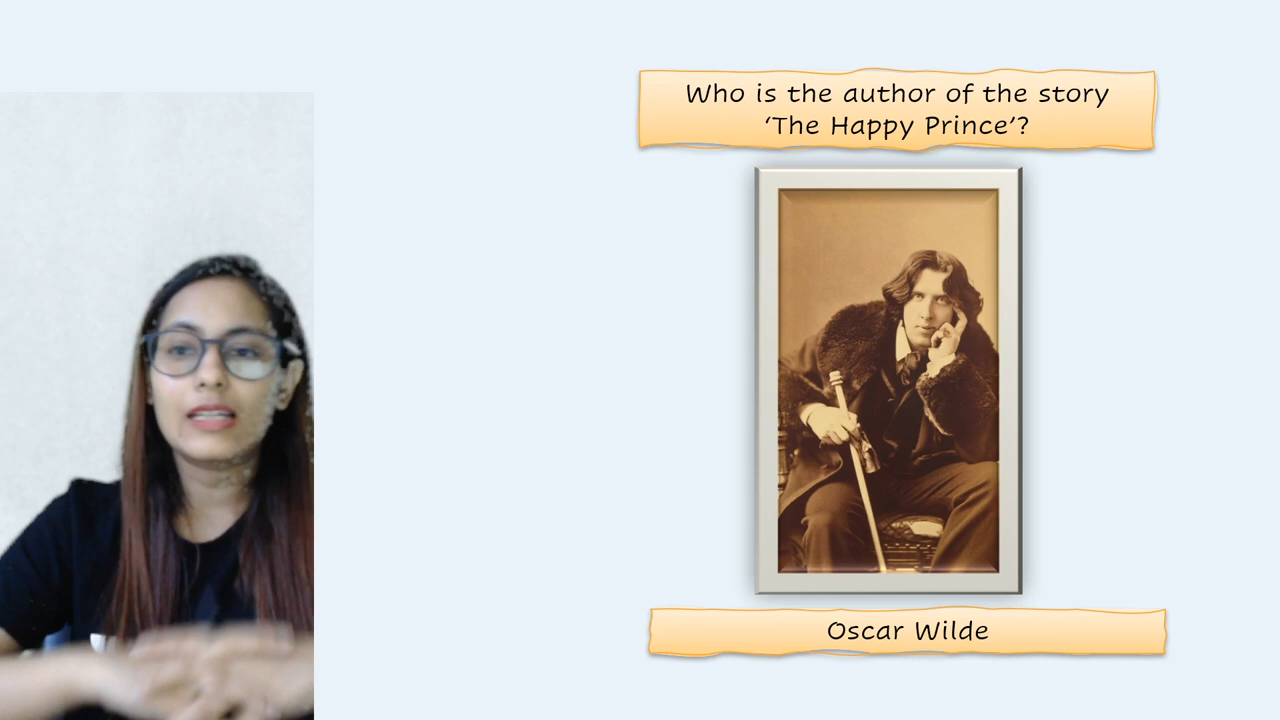 Who is the author of the story
‘The Happy Prince’?
Oscar Wilde